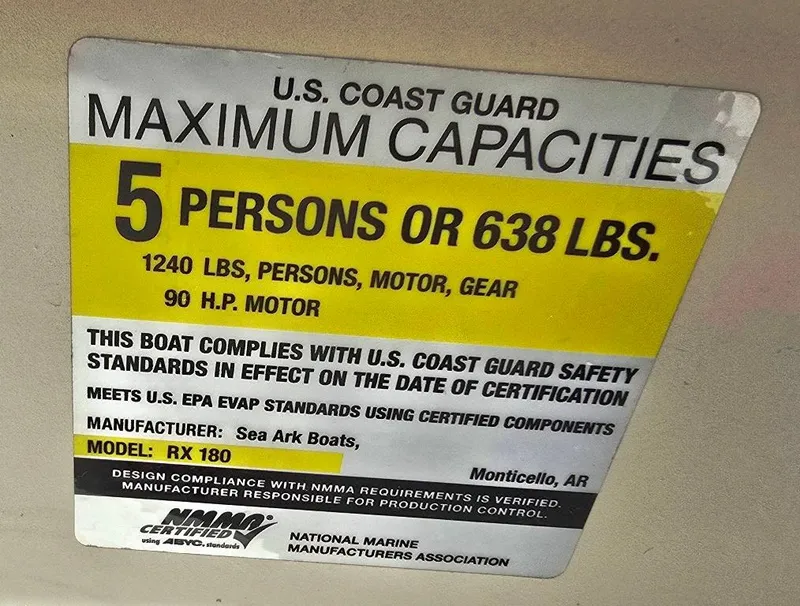 U.S. COAST GUARD
MAXIMUM CAPACITIES
5 PERSONS OR 638 LBS.
1240 LBS, PERSONS, MOTOR, GEAR
90 H.P. MOTOR
THIS BOAT COMPLIES WITH U.S. COAST GUARD SAFETY
STANDARDS IN EFFECT ON THE DATE OF CERTIFICATION
MEETS U.S. EPA EVAP STANDARDS USING CERTIFIED COMPONENTS
MANUFACTURER: Sea Ark Boats,
MODEL: RX 180
Monticello, AR
DESIGN COMPLIANCE WITH NMMA REQUIREMENTS IS VERIFIED.
MANUFACTURER RESPONSIBLE FOR PRODUCTION CONTROL.
NMMA
CERTIFIED
using ABYC. standards
NATIONAL MARINE
MANUFACTURERS ASSOCIATION